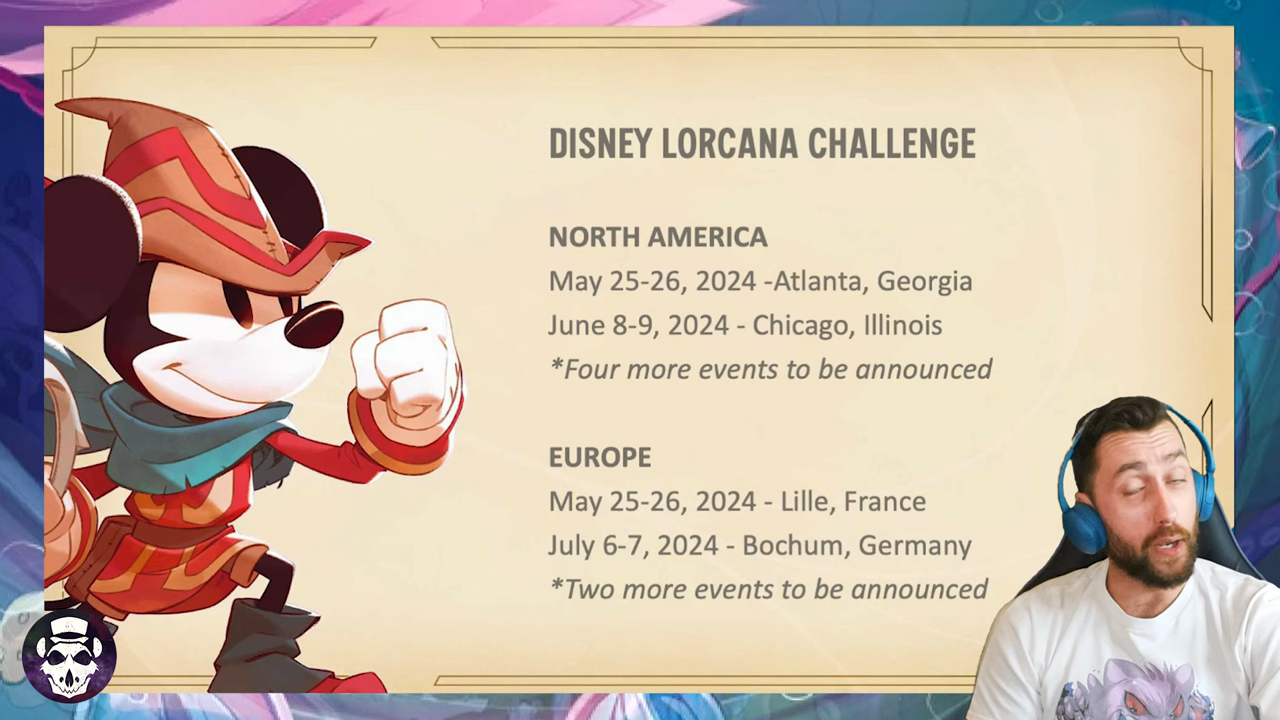 DISNEY LORCANA CHALLENGE
NORTH AMERICA
May 25-26, 2024 -Atlanta, Georgia
June 8-9, 2024 - Chicago, Illinois
*Four more events to be announced
EUROPE
May 25-26, 2024 - Lille, France
July 6-7, 2024 - Bochum, Germany
*Two more events to be announced